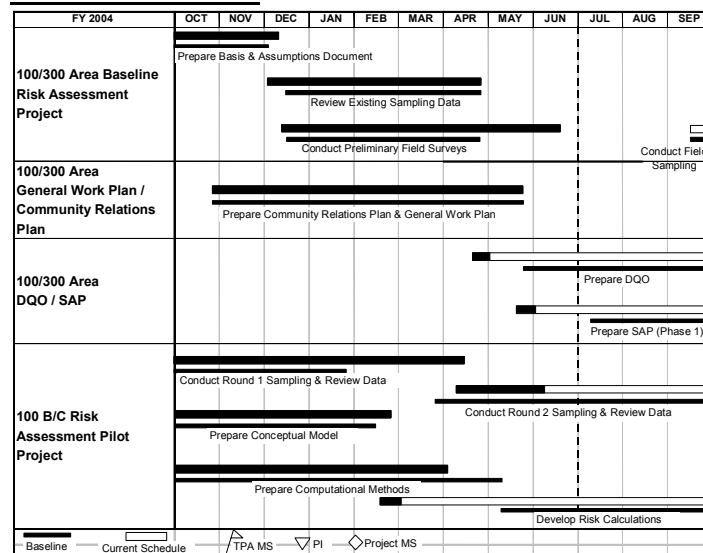 FY 2004 OCT NOV DEC JAN FEB MAR APR MAY JUN JUL AUG SEP
Prepare Basis & Assumptions Document
100/300 Area Baseline
Risk Assessment
Project
Review Existing Sampling Data
Conduct Preliminary Field Surveys
Conduct Field
Sampling
100/300 Area
General Work Plan /
Community Relations
Plan
Prepare Community Relations Plan & General Work Plan
100/300 Area
DQO / SAP
Prepare DQO
Prepare SAP (Phase 1)
Conduct Round 1 Sampling & Review Data
100 B/C Risk
Assessment Pilot
Project
Conduct Round 2 Sampling & Review Data
Prepare Conceptual Model
Prepare Computational Methods
Develop Risk Calculations
Baseline Current Schedule TPA MS PI Project MS